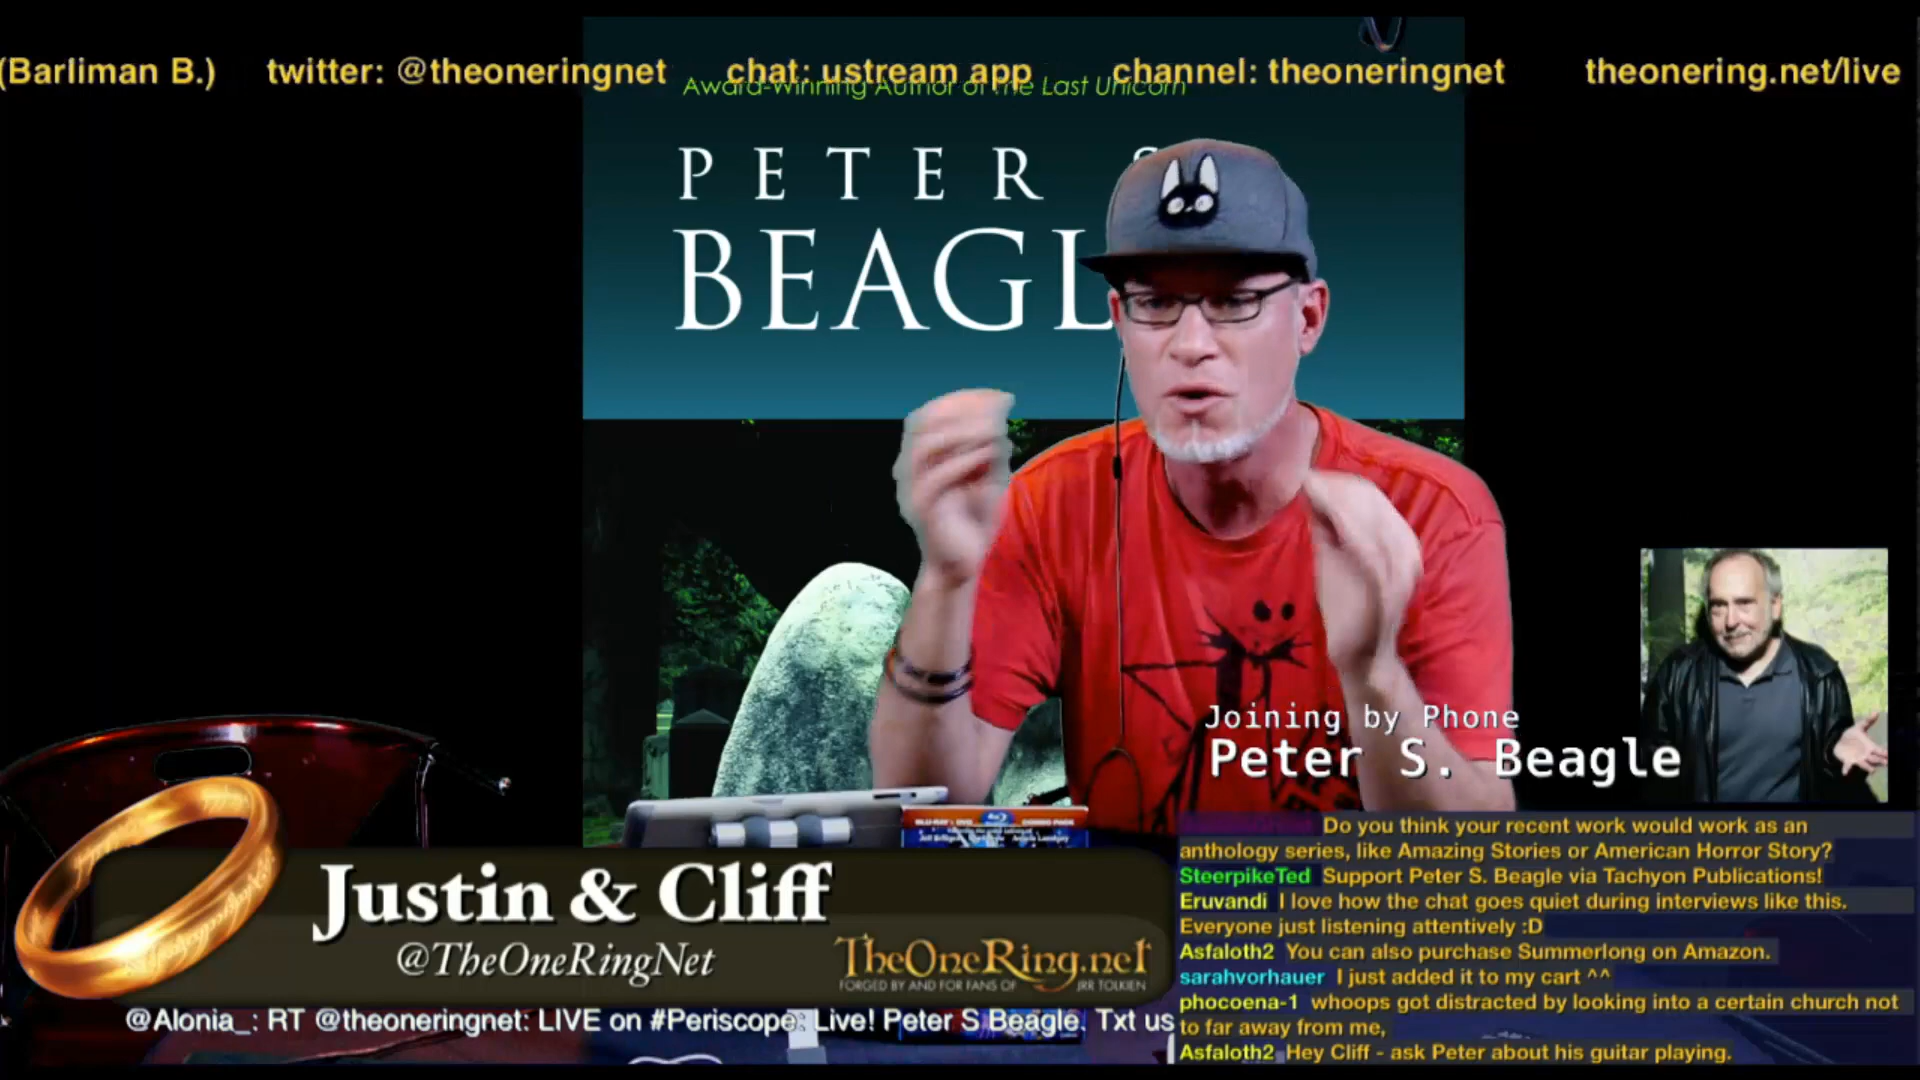 (Barliman B.) twitter: @theoneringnet chat: ustream app channel: theoneringnet theonering.net/live
Award-Winning Author of The Last Unicorn
PETER S
BEAGL
Joining by Phone
Peter S. Beagle
BLU-RAY + DVD COMBO PACK
Justin & Cliff
@TheOneRingNet
TheOneRing.net
FORGED BY AND FOR FANS OF JRR TOLKIEN
@Alonia_: RT @theoneringnet: LIVE on #Periscope: Live! Peter S Beagle. Txt us
Do you think your recent work would work as an
anthology series, like Amazing Stories or American Horror Story?
SteerpikeTed Support Peter S. Beagle via Tachyon Publications!
Eruvandi I love how the chat goes quiet during interviews like this.
Everyone just listening attentively :D
Asfaloth2 You can also purchase Summerlong on Amazon.
sarahvorhauer I just added it to my cart ^^
phocoena-1 whoops got distracted by looking into a certain church not
to far away from me,
Asfaloth2 Hey Cliff - ask Peter about his guitar playing.